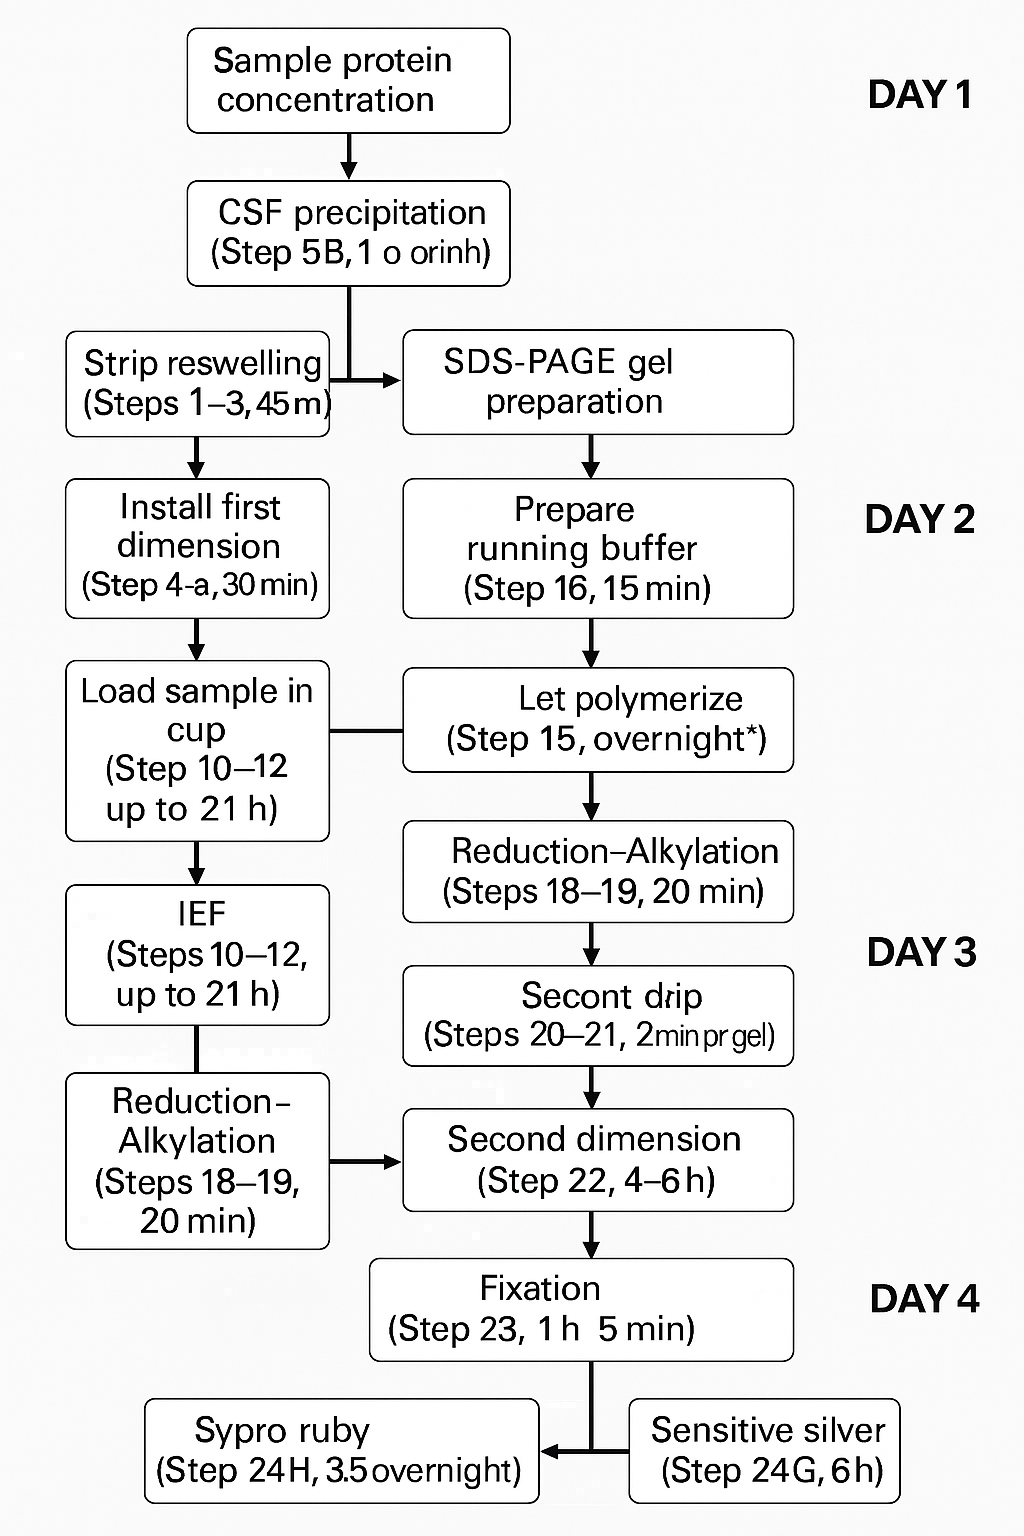 Sample protein
concentration
DAY 1
CSF precipitation
(Step 5B, 1 o orinh)
Strip reswelling
(Steps 1–3, 45 m)
SDS-PAGE gel
preparation
Install first
dimension
(Step 4-a, 30 min)
Prepare
running buffer
(Step 16, 15 min)
DAY 2
Load sample in
cup
(Step 10–12
up to 21 h)
Let polymerize
(Step 15, overnight*)
Reduction–Alkylation
(Steps 18–19, 20 min)
IEF
(Steps 10–12,
up to 21 h)
DAY 3
Secont drip
(Steps 20–21, 2 min pr gel)
Reduction–
Alkylation
(Steps 18–19,
20 min)
Second dimension
(Step 22, 4–6 h)
Fixation
(Step 23, 1 h 5 min)
DAY 4
Sypro ruby
(Step 24H, 3.5 overnight)
Sensitive silver
(Step 24G, 6 h)